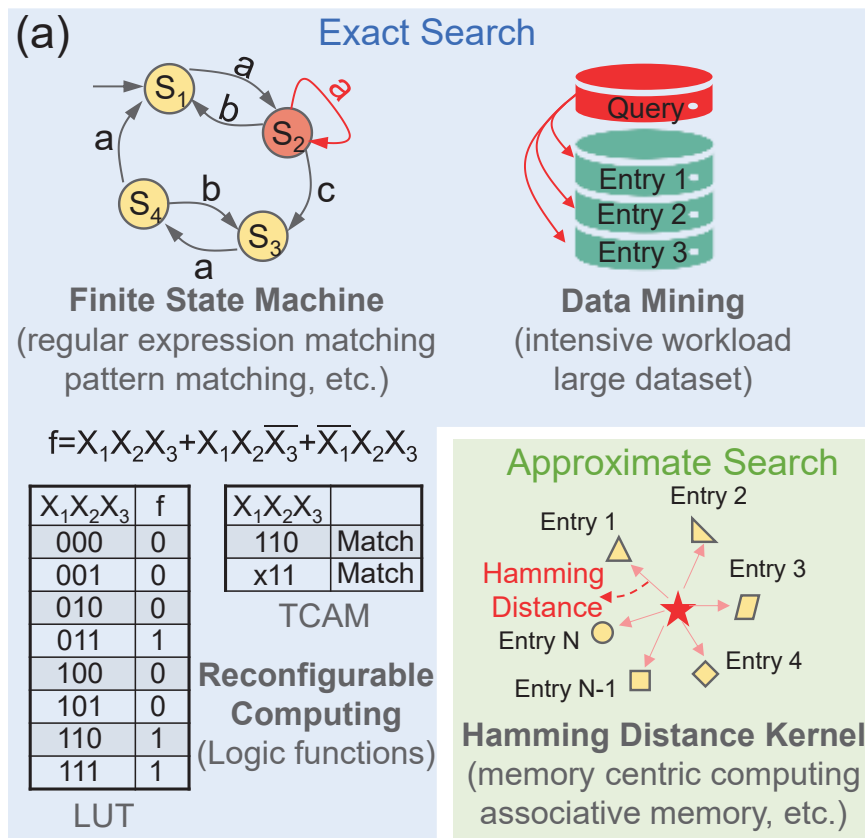 (a)
Exact Search
S₁
a
b
S₂
a
a
c
S₄
b
S₃
a
Finite State Machine
(regular expression matching
pattern matching, etc.)
Query
Entry 1
Entry 2
Entry 3
Data Mining
(intensive workload
large dataset)
f=X₁X₂X₃+X₁X₂X̅₃+X̅₁X₂X₃
X₁X₂X₃ f
000 0
001 0
010 0
011 1
100 0
101 0
110 1
111 1
LUT
X₁X₂X₃
110 Match
x11 Match
TCAM
Reconfigurable
Computing
(Logic functions)
Approximate Search
Entry 1
Entry 2
Entry 3
Hamming
Distance
Entry N
Entry N-1
Entry 4
Hamming Distance Kernel
(memory centric computing
associative memory, etc.)